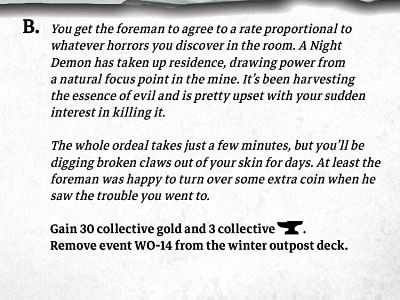 B. You get the foreman to agree to a rate proportional to
whatever horrors you discover in the room. A Night
Demon has taken up residence, drawing power from
a natural focus point in the mine. It’s been harvesting
the essence of evil and is pretty upset with your sudden
interest in killing it.
The whole ordeal takes just a few minutes, but you’ll be
digging broken claws out of your skin for days. At least the
foreman was happy to turn over some extra coin when he
saw the trouble you went to.
Gain 30 collective gold and 3 collective .
Remove event WO-14 from the winter outpost deck.